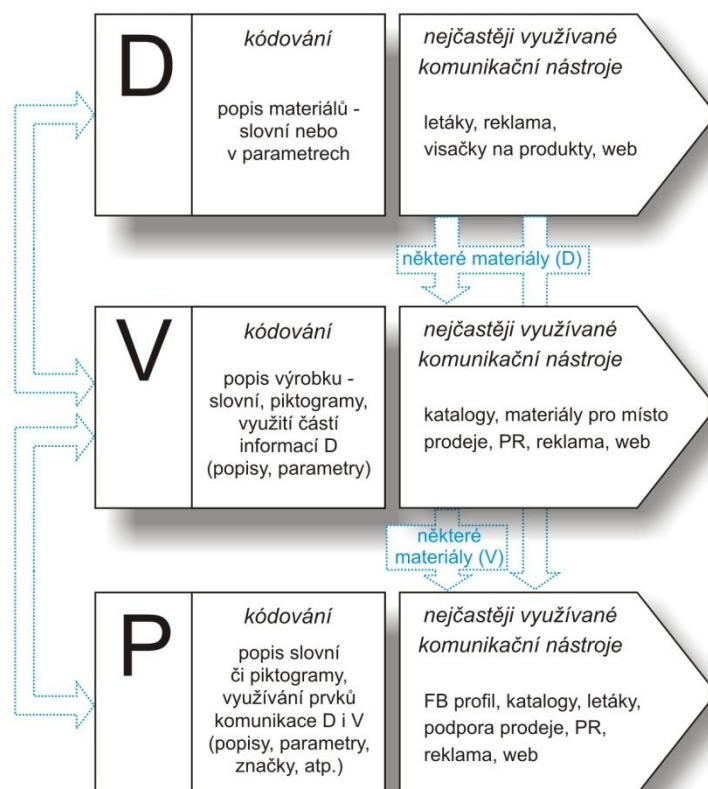 D
kódování
popis materiálů -
slovní nebo
v parametrech
nejčastěji využívané
komunikační nástroje
letáky, reklama,
visačky na produkty, web
některé materiály (D)
V
kódování
popis výrobku -
slovní, piktogramy,
využití částí
informací D
(popisy, parametry)
nejčastěji využívané
komunikační nástroje
katalogy, materiály pro místo
prodeje, PR, reklama, web
některé
materiály (V)
P
kódování
popis slovní
či piktogramy,
využívání prvků
komunikace D i V
(popisy, parametry,
značky, atp.)
nejčastěji využívané
komunikační nástroje
FB profil, katalogy, letáky,
podpora prodeje, PR,
reklama, web